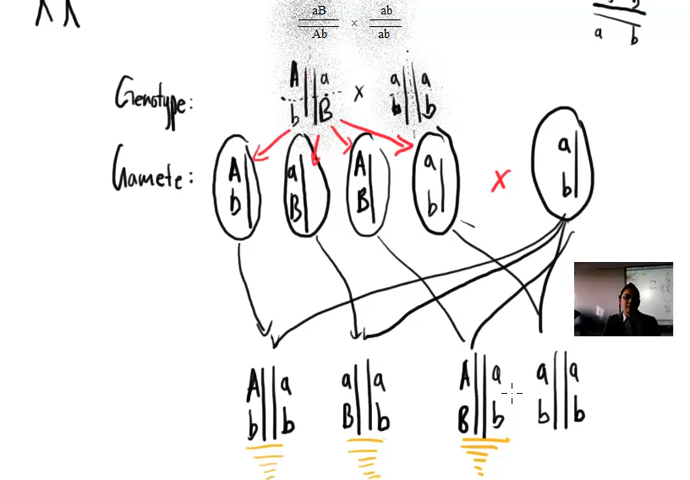 aB ab
× 
Ab ab
a b
A a a a
Genotype: x
b B b b
A a A a a
Gamete: x
b B B b b
A a a a A a a a
b b B b B b b b